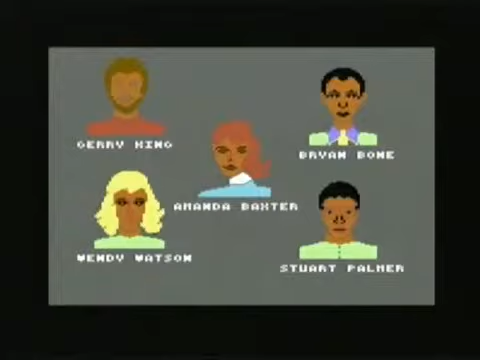 GERRY KING
BRYAN BONE
AMANDA BAXTER
WENDY WATSON
STUART PALMER